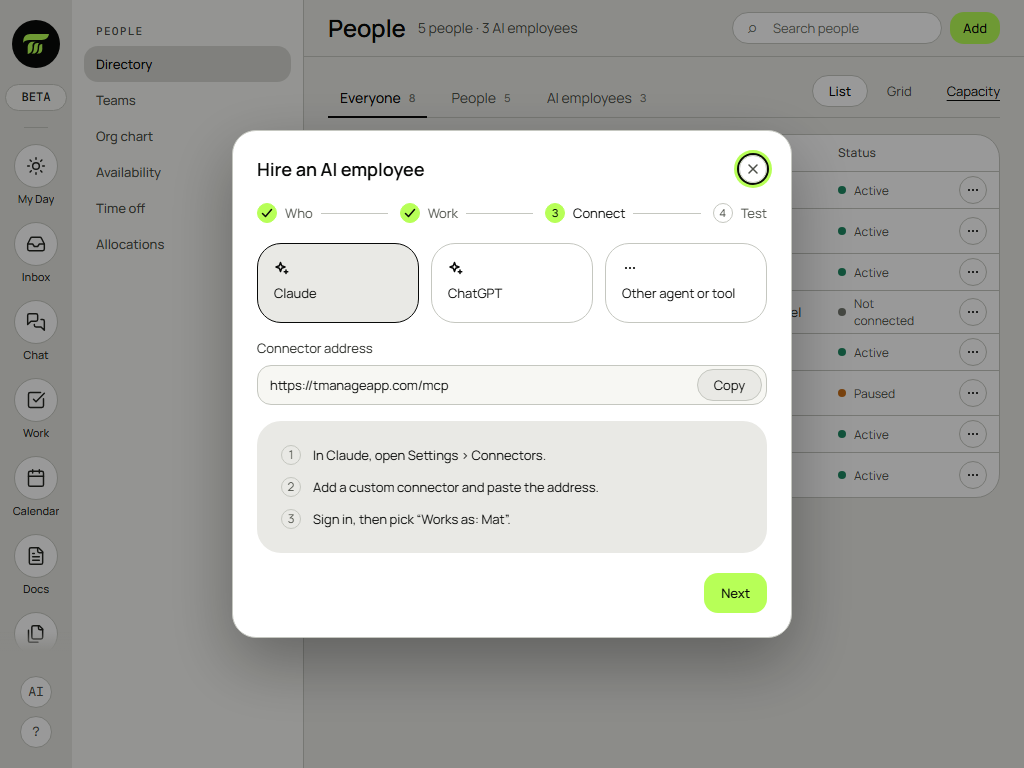 BETA
My Day
Inbox
Chat
Work
Calendar
Docs
AI
?
PEOPLE
Directory
Teams
Org chart
Availability
Time off
Allocations
People 5 people · 3 AI employees
Search people
Add
Everyone 8 People 5 AI employees 3
List Grid Capacity
Status
Active
Active
Active
Not
connected
Active
Paused
Active
Active
Hire an AI employee
Who Work 3 Connect 4 Test
Claude ChatGPT Other agent or tool
Connector address
https://tmanageapp.com/mcp Copy
1 In Claude, open Settings > Connectors.
2 Add a custom connector and paste the address.
3 Sign in, then pick “Works as: Mat”.
Next